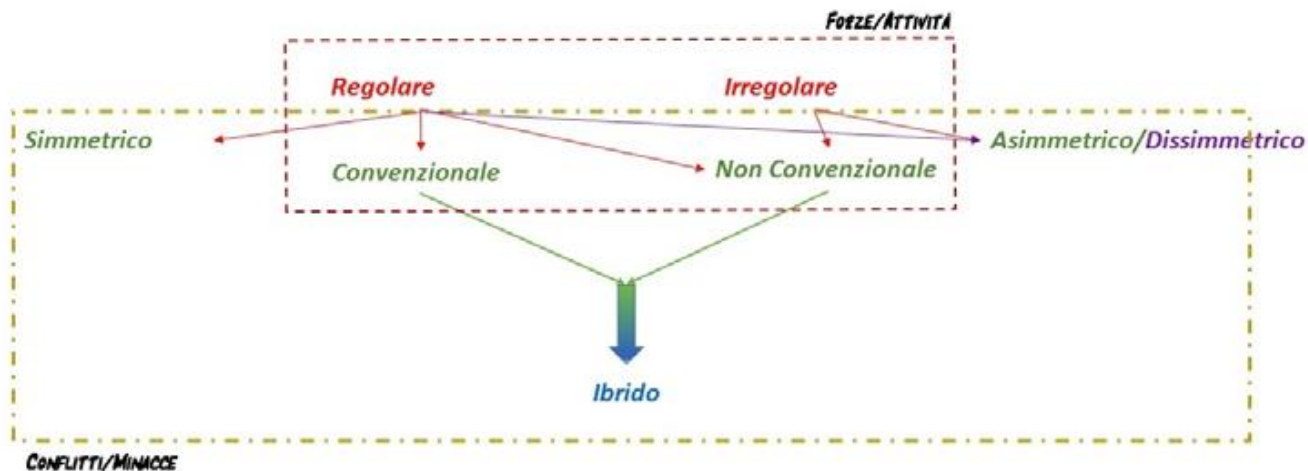 FORZE/ATTIVITÀ
Regolare
Irregolare
Simmetrico
Asimmetrico/Dissimmetrico
Convenzionale
Non Convenzionale
Ibrido
CONFLITTI/MINACCE